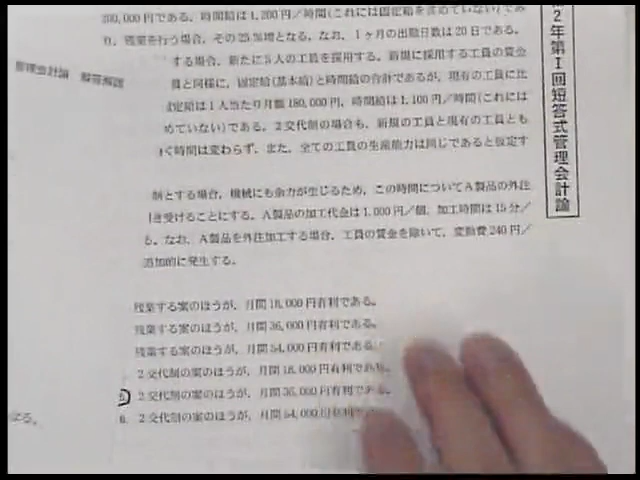 200,000円である。時間給は1,200円／時間（これには固定給を含めていない）であ
り、残業を行う場合、その25％増となる。なお、1ヶ月の出勤日数は20日である。
する場合、新たに5人の工員を採用する。新規に採用する工員の賃金
員と同様に、固定給(基本給)と時間給の合計であるが、現有の工員に比
定給は1人当たり月額180,000円、時間給は1,100円／時間（これには
めていない）である。2交代制の場合も、新規の工員と現有の工員とも
く時間は変わらず、また、全ての工員の生産能力は同じであると仮定す
制とする場合、機械にも余力が生じるため、この時間についてA製品の外注
き受けることにする。A製品の加工代金は1,000円／個、加工時間は15分／
る。なお、A製品を外注加工する場合、工員の賃金を除いて、変動費240円／
追加的に発生する。
残業する案のほうが、月間18,000円有利である。
残業する案のほうが、月間36,000円有利である。
残業する案のほうが、月間54,000円有利である
2交代制の案のほうが、月間18,000円有利であ
5. 2交代制の案のほうが、月間36,000円有利である。
6. 2交代制の案のほうが、月間54,000円有利である。
管理会計論 解答解説
2年第Ⅰ回短答式管理会計論
よる。